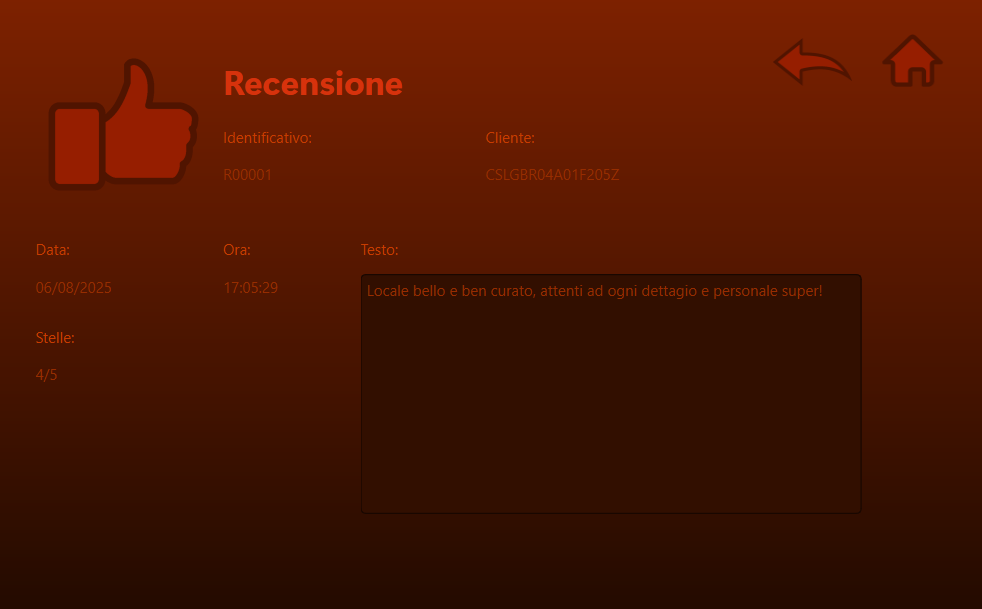 Recensione
Identificativo:
Cliente:
R00001
CSLGBR04A01F205Z
Data:
Ora:
Testo:
06/08/2025
17:05:29
Locale bello e ben curato, attenti ad ogni dettagio e personale super!
Stelle:
4/5